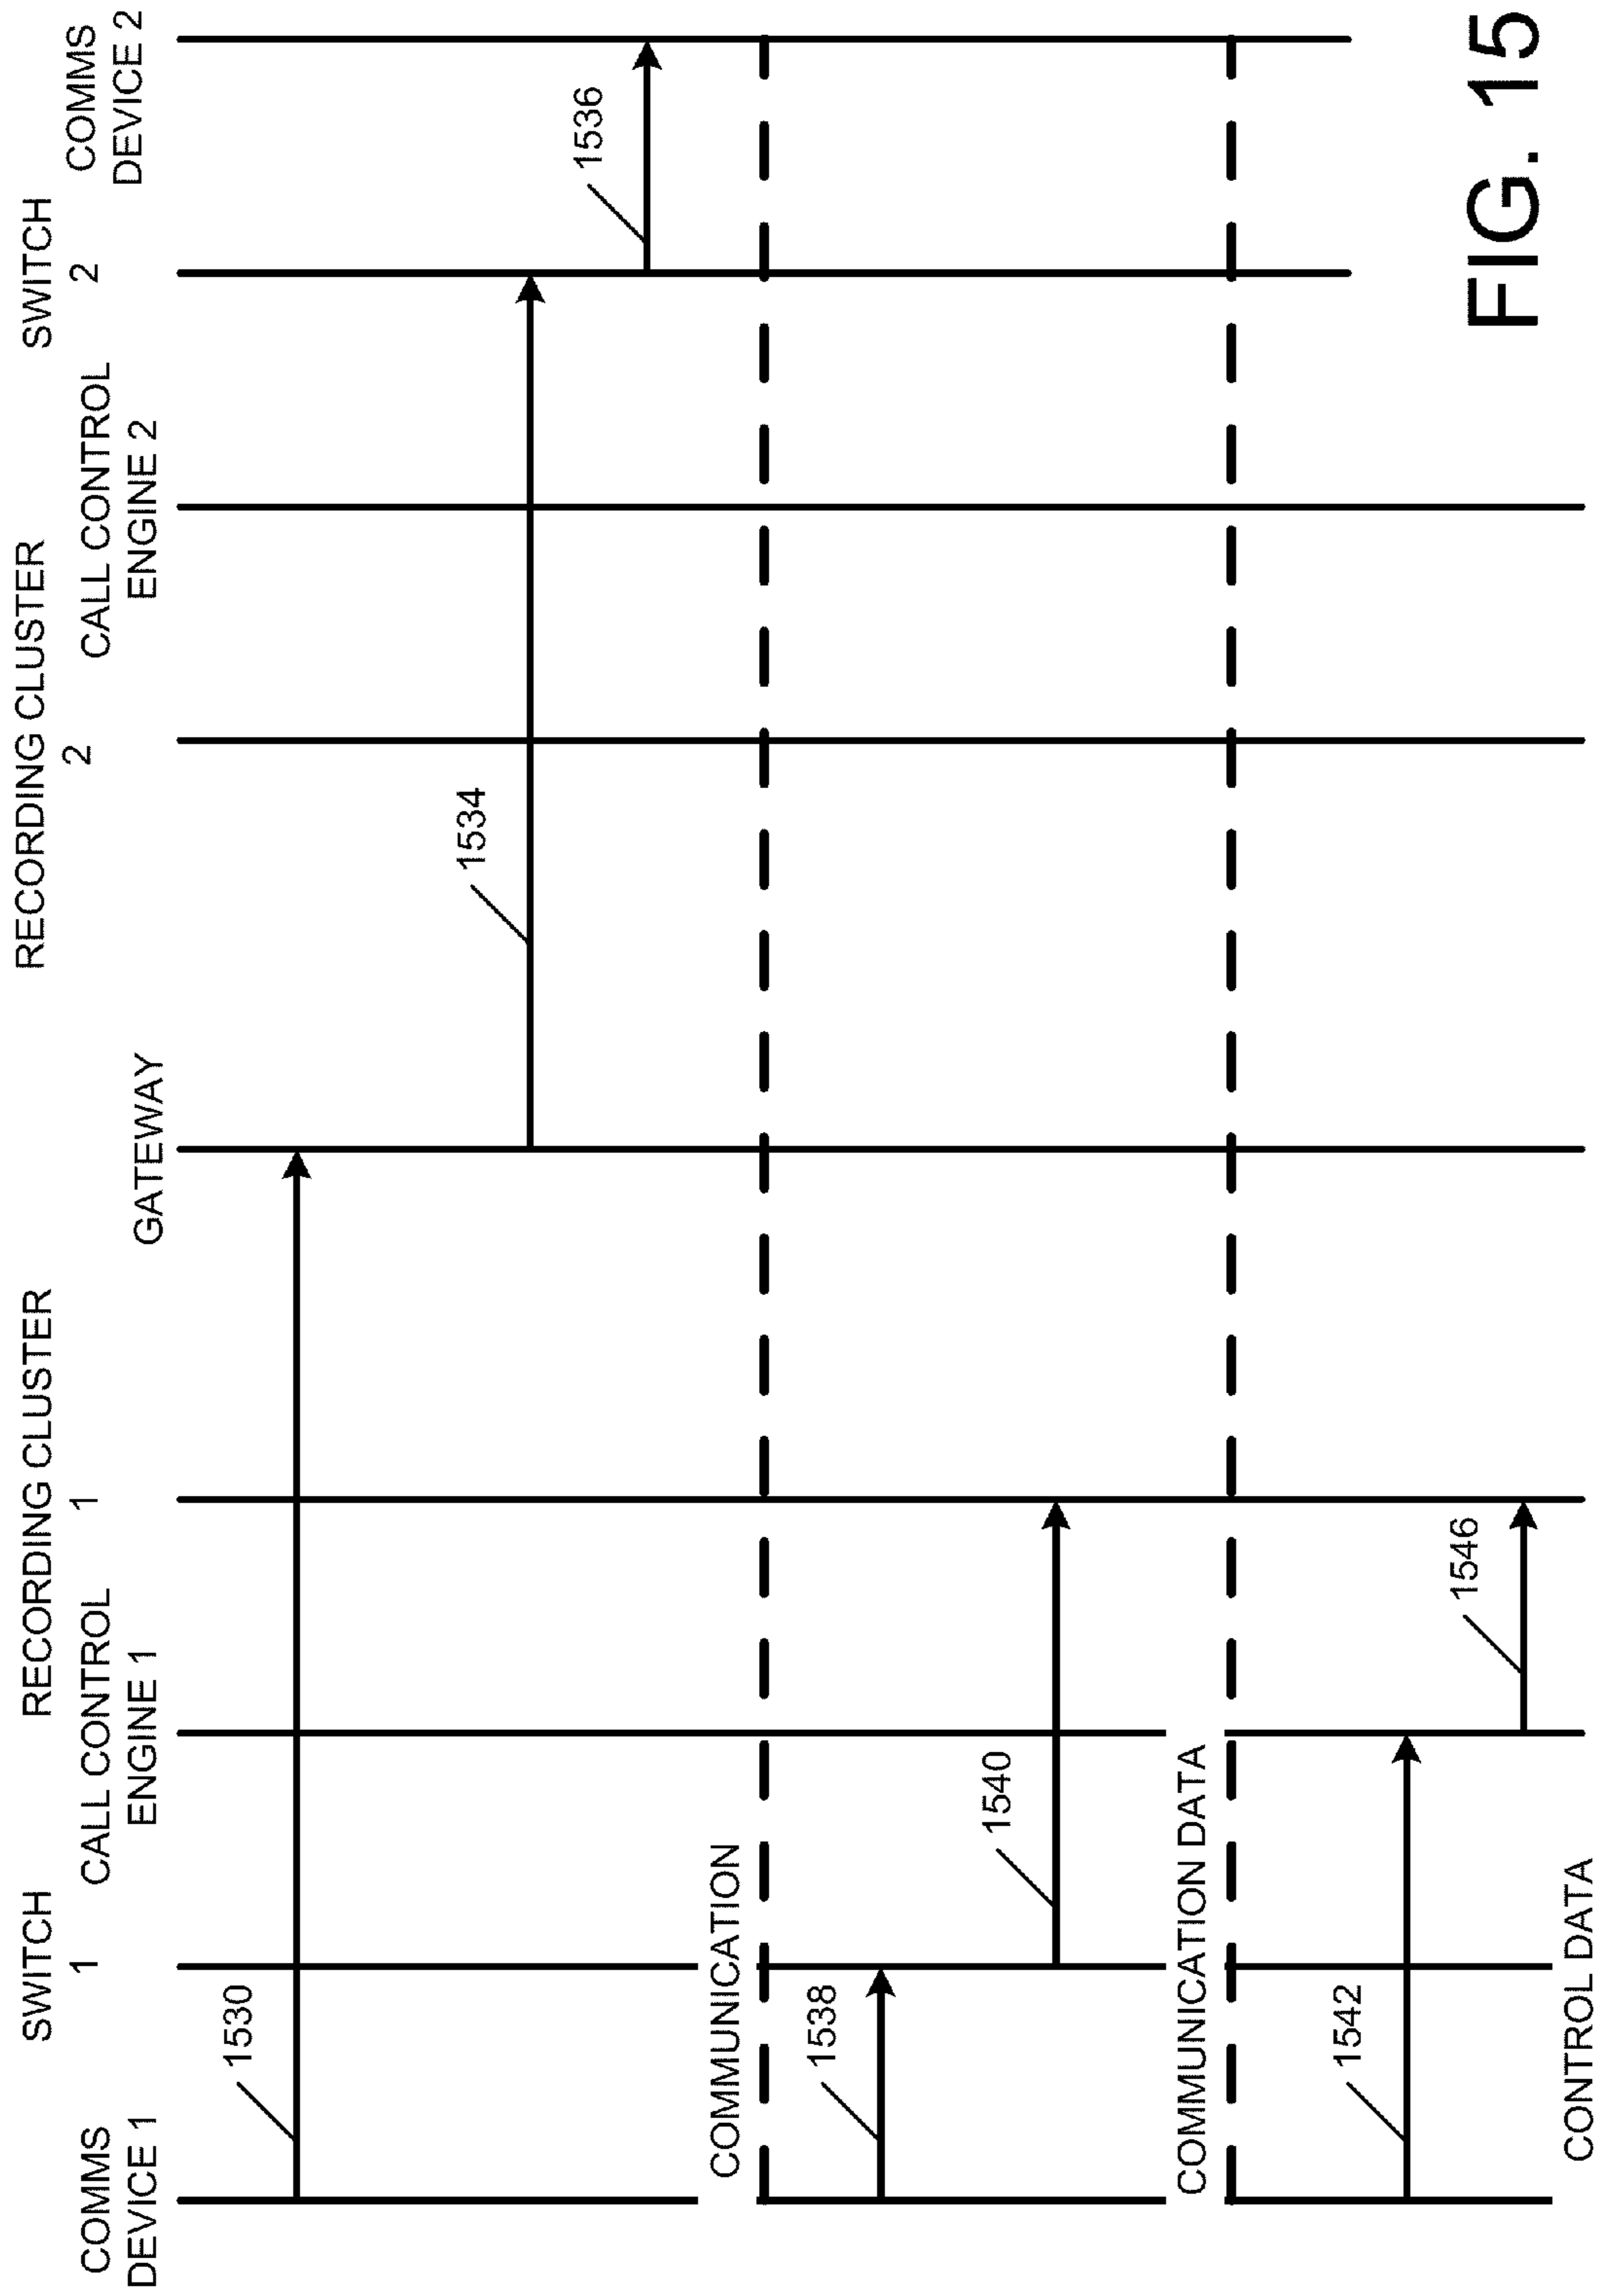 COMMS
DEVICE 1
SWITCH
1
CALL CONTROL
ENGINE 1
RECORDING CLUSTER
1
GATEWAY
RECORDING CLUSTER
2
CALL CONTROL
ENGINE 2
SWITCH
2
COMMS
DEVICE 2
1530
1534
1536
COMMUNICATION
1538
1540
COMMUNICATION DATA
1542
1546
CONTROL DATA
FIG. 15